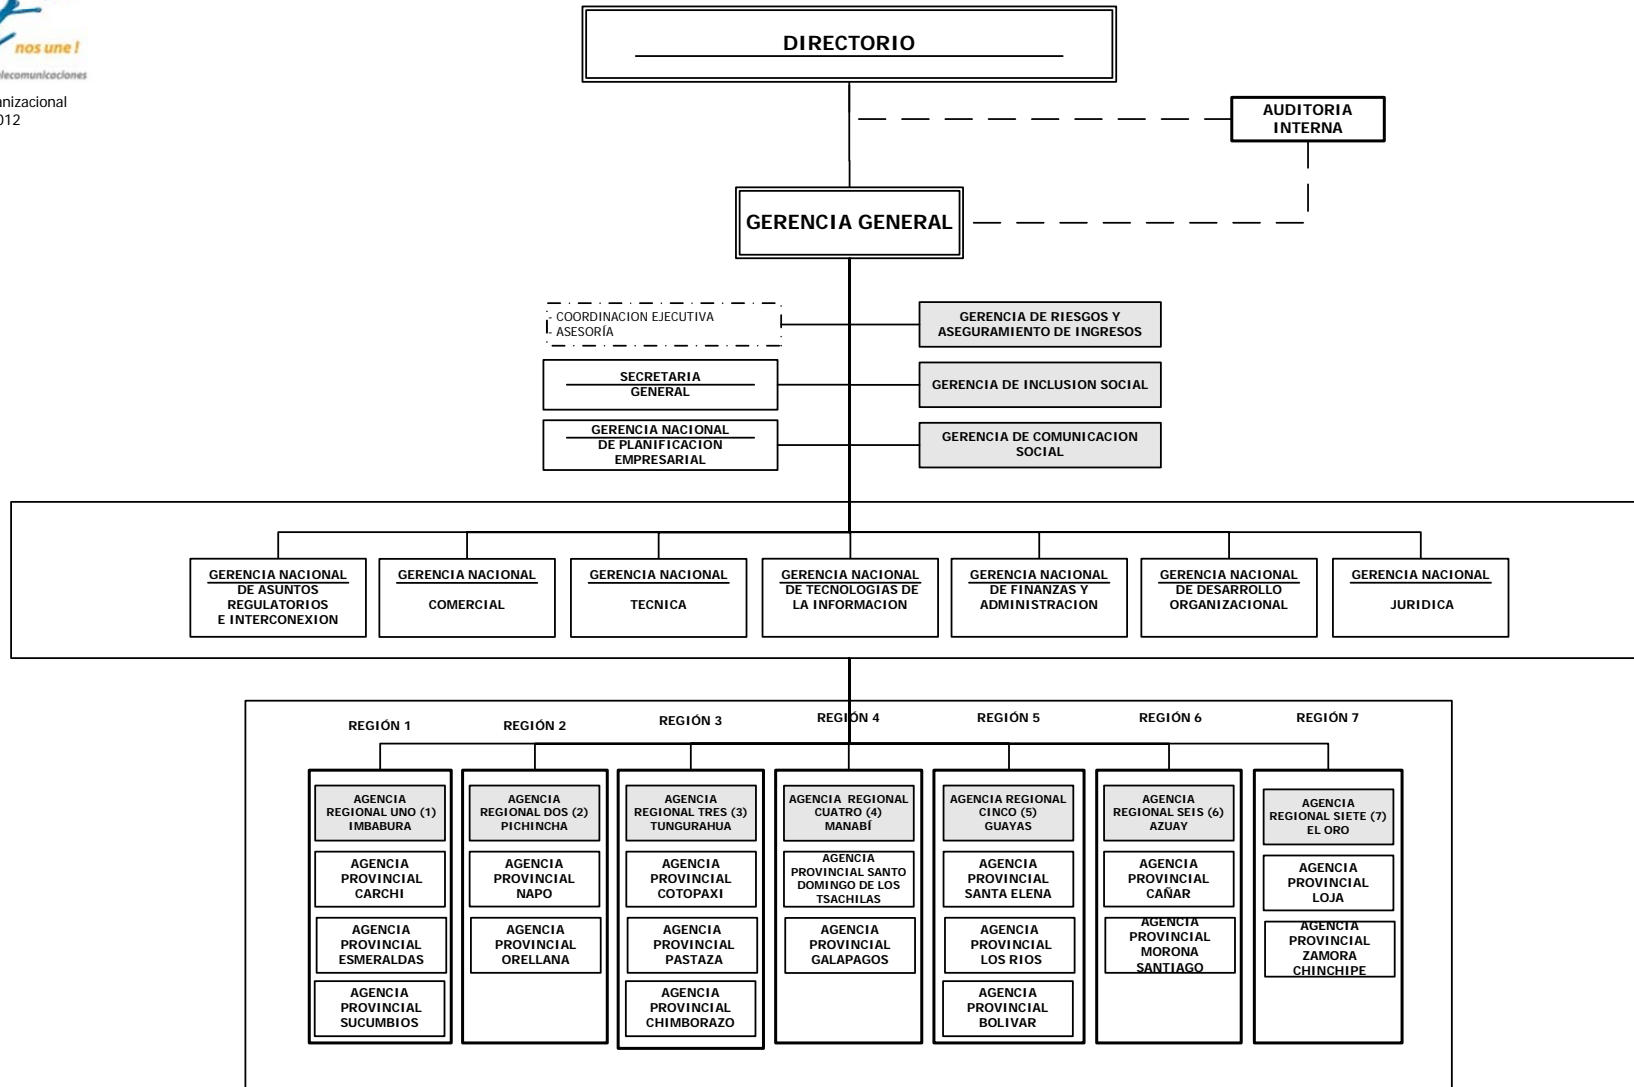 nos une !
lecomunicaciones
anizacional
012
DIRECTORIO
AUDITORIA
INTERNA
GERENCIA GENERAL
- COORDINACION EJECUTIVA
- ASESORÍA
GERENCIA DE RIESGOS Y
ASEGURAMIENTO DE INGRESOS
SECRETARIA
GENERAL
GERENCIA DE INCLUSION SOCIAL
GERENCIA NACIONAL
DE PLANIFICACION
EMPRESARIAL
GERENCIA DE COMUNICACION
SOCIAL
GERENCIA NACIONAL
DE ASUNTOS
REGULATORIOS
E INTERCONEXION
GERENCIA NACIONAL
COMERCIAL
GERENCIA NACIONAL
TECNICA
GERENCIA NACIONAL
DE TECNOLOGIAS DE
LA INFORMACION
GERENCIA NACIONAL
DE FINANZAS Y
ADMINISTRACION
GERENCIA NACIONAL
DE DESARROLLO
ORGANIZACIONAL
GERENCIA NACIONAL
JURIDICA
REGIÓN 1
REGIÓN 2
REGIÓN 3
REGIÓN 4
REGIÓN 5
REGIÓN 6
REGIÓN 7
AGENCIA
REGIONAL UNO (1)
IMBABURA
AGENCIA
PROVINCIAL
CARCHI
AGENCIA
PROVINCIAL
ESMERALDAS
AGENCIA
PROVINCIAL
SUCUMBIOS
AGENCIA
REGIONAL DOS (2)
PICHINCHA
AGENCIA
PROVINCIAL
NAPO
AGENCIA
PROVINCIAL
ORELLANA
AGENCIA
REGIONAL TRES (3)
TUNGURAHUA
AGENCIA
PROVINCIAL
COTOPAXI
AGENCIA
PROVINCIAL
PASTAZA
AGENCIA
PROVINCIAL
CHIMBORAZO
AGENCIA REGIONAL
CUATRO (4)
MANABÍ
AGENCIA
PROVINCIAL SANTO
DOMINGO DE LOS
TSACHILAS
AGENCIA
PROVINCIAL
GALAPAGOS
AGENCIA REGIONAL
CINCO (5)
GUAYAS
AGENCIA
PROVINCIAL
SANTA ELENA
AGENCIA
PROVINCIAL
LOS RIOS
AGENCIA
PROVINCIAL
BOLIVAR
AGENCIA
REGIONAL SEIS (6)
AZUAY
AGENCIA
PROVINCIAL
CAÑAR
AGENCIA
PROVINCIAL
MORONA
SANTIAGO
AGENCIA
REGIONAL SIETE (7)
EL ORO
AGENCIA
PROVINCIAL
LOJA
AGENCIA
PROVINCIAL
ZAMORA
CHINCHIPE